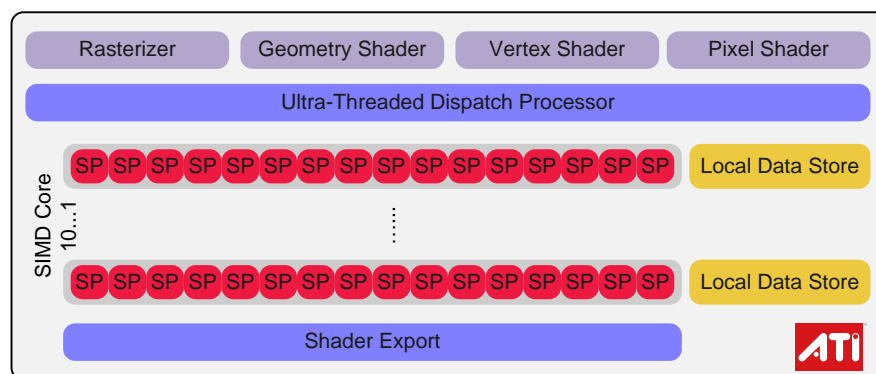 Rasterizer
Geometry Shader
Vertex Shader
Pixel Shader
Ultra-Threaded Dispatch Processor
SIMD Core
10...1
SP SP SP SP SP SP SP SP SP SP SP SP SP SP SP SP
Local Data Store
......
SP SP SP SP SP SP SP SP SP SP SP SP SP SP SP SP
Local Data Store
Shader Export
ATI